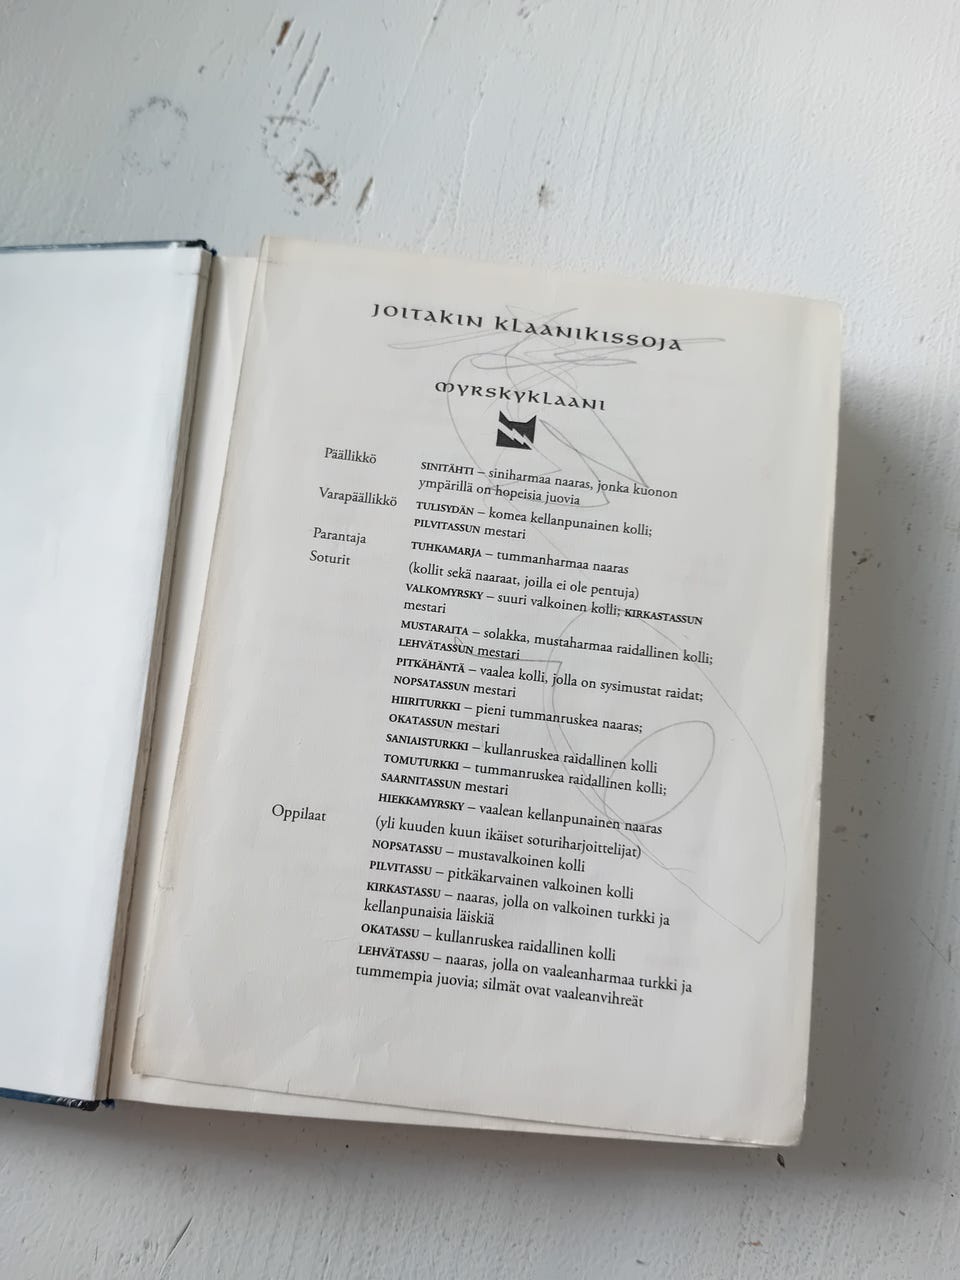 JOITAKIN KLAANIKISSOJA
MYRSKYKLAANI
Päällikkö
SINITÄHTI – siniharmaa naaras, jonka kuonon
ympärillä on hopeisia juovia
Varapäällikkö
TULISYDÄN – komea kellanpunainen kolli;
PILVITASSUN mestari
Parantaja
TUHKAMARJA – tummanharmaa naaras
Soturit
(kollit sekä naaraat, joilla ei ole pentuja)
VALKOMYRSKY – suuri valkoinen kolli; KIRKASTASSUN
mestari
MUSTARAITA – solakka, mustaharmaa raidallinen kolli;
LEHVÄTASSUN mestari
PITKÄHÄNTÄ – vaalea kolli, jolla on sysimustat raidat;
NOPSATASSUN mestari
HIIRITURKKI – pieni tummanruskea naaras;
OKATASSUN mestari
SANIAISTURKKI – kullanruskea raidallinen kolli
TOMUTURKKI – tummanruskea raidallinen kolli;
SAARNITASSUN mestari
HIEKKAMYRSKY – vaalean kellanpunainen naaras
Oppilaat
(yli kuuden kuun ikäiset soturiharjoittelijat)
NOPSATASSU – mustavalkoinen kolli
PILVITASSU – pitkäkarvainen valkoinen kolli
KIRKASTASSU – naaras, jolla on valkoinen turkki ja
kellanpunaisia läiskiä
OKATASSU – kullanruskea raidallinen kolli
LEHVÄTASSU – naaras, jolla on vaaleanharmaa turkki ja
tummempia juovia; silmät ovat vaaleanvihreät